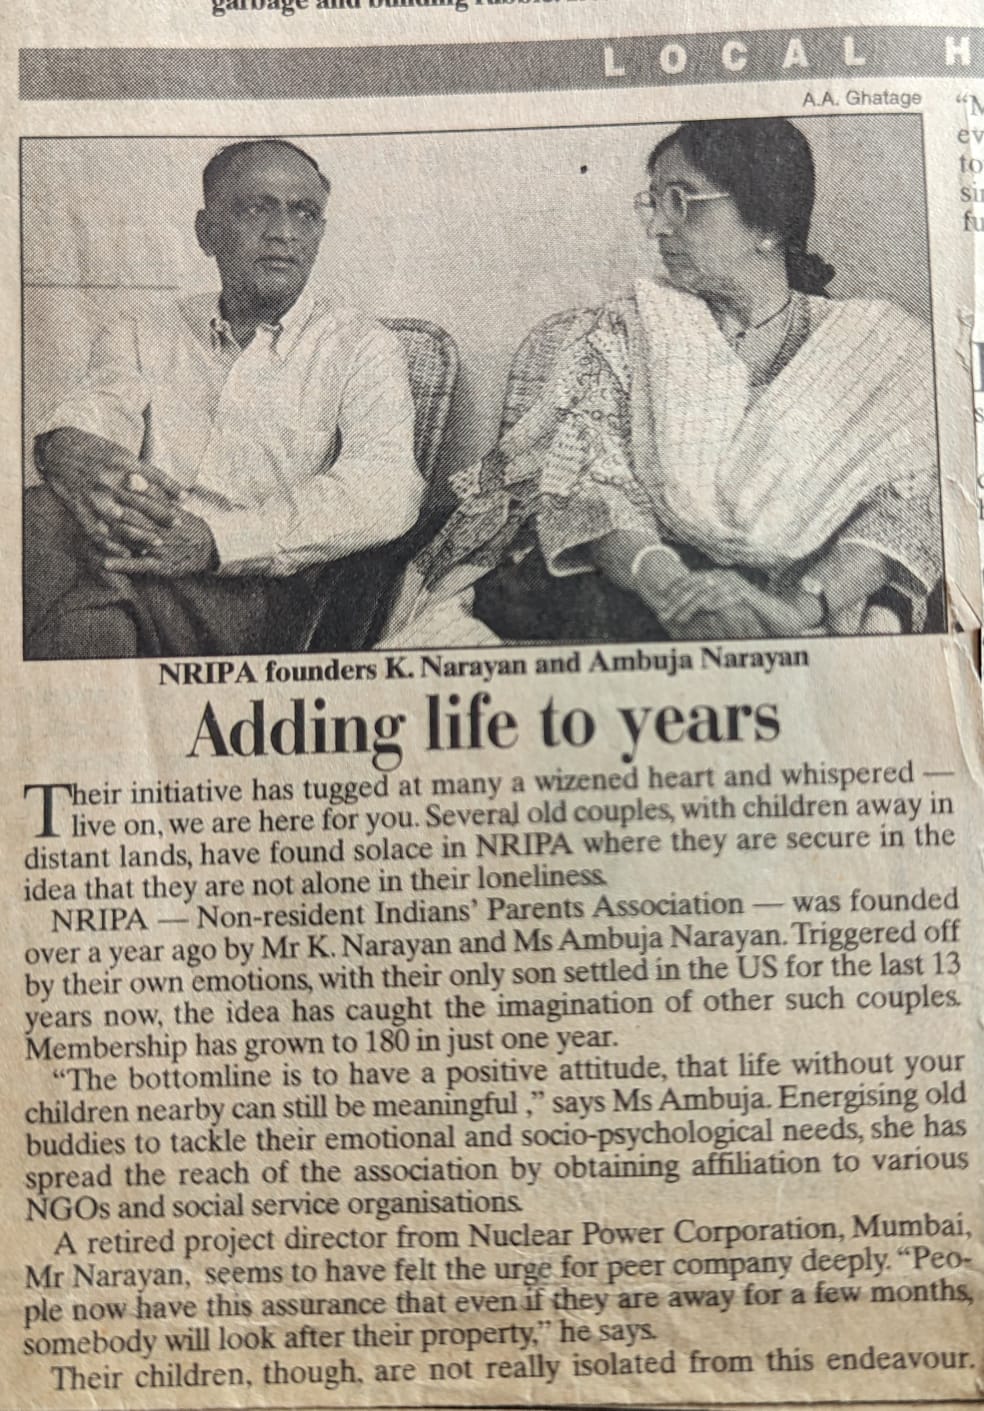 garbage and building
LOCAL H
A.A. Ghatage
NRIPA founders K. Narayan and Ambuja Narayan
Adding life to years
Their initiative has tugged at many a wizened heart and whispered —
live on, we are here for you. Several old couples, with children away in
distant lands, have found solace in NRIPA where they are secure in the
idea that they are not alone in their loneliness.
NRIPA — Non-resident Indians' Parents Association — was founded
over a year ago by Mr K. Narayan and Ms Ambuja Narayan. Triggered off
by their own emotions, with their only son settled in the US for the last 13
years now, the idea has caught the imagination of other such couples.
Membership has grown to 180 in just one year.
“The bottomline is to have a positive attitude, that life without your
children nearby can still be meaningful ,” says Ms Ambuja. Energising old
buddies to tackle their emotional and socio-psychological needs, she has
spread the reach of the association by obtaining affiliation to various
NGOs and social service organisations.
A retired project director from Nuclear Power Corporation, Mumbai,
Mr Narayan, seems to have felt the urge for peer company deeply. “Peo-
ple now have this assurance that even if they are away for a few months,
somebody will look after their property,” he says.
Their children, though, are not really isolated from this endeavour.
“M
ev
to
sin
fu